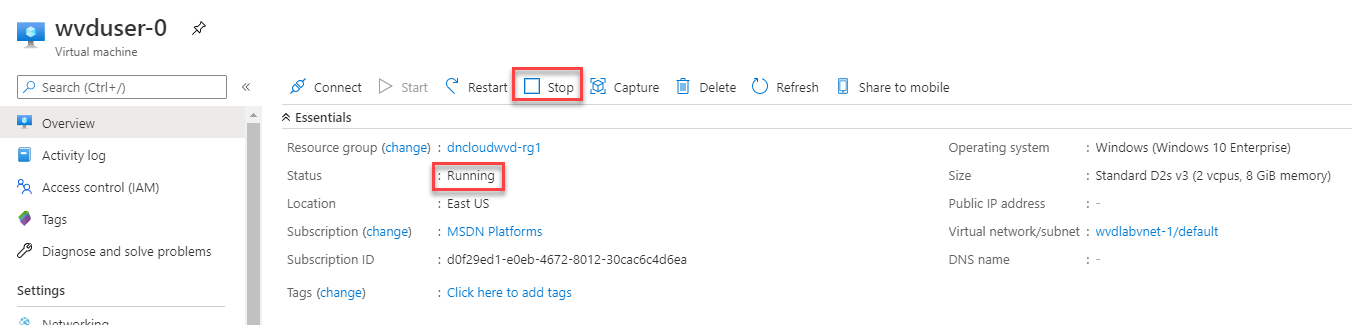 wvduser-0
Virtual machine
Search (Ctrl+/)
«
Connect Start Restart Stop Capture Delete Refresh Share to mobile
Overview
Activity log
Access control (IAM)
Tags
Diagnose and solve problems
Settings
Networking
Essentials
Resource group (change) : dncloudwvd-rg1
Status : Running
Location : East US
Subscription (change) : MSDN Platforms
Subscription ID : d0f29ed1-e0eb-4672-8012-30cac6c4d6ea
Tags (change) : Click here to add tags
Operating system : Windows (Windows 10 Enterprise)
Size : Standard D2s v3 (2 vcpus, 8 GiB memory)
Public IP address : -
Virtual network/subnet : wvdlabvnet-1/default
DNS name : -